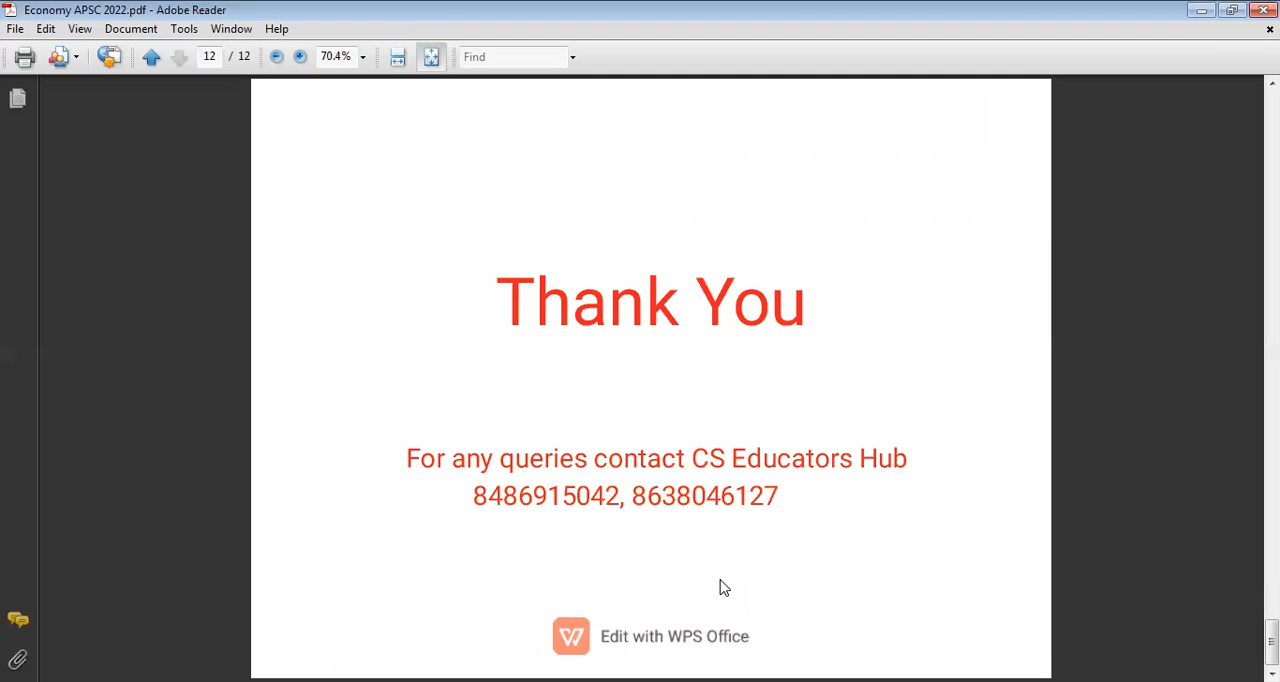 Economy APSC 2022.pdf - Adobe Reader
File Edit View Document Tools Window Help
12 / 12 70.4% Find
Thank You
For any queries contact CS Educators Hub
8486915042, 8638046127
Edit with WPS Office